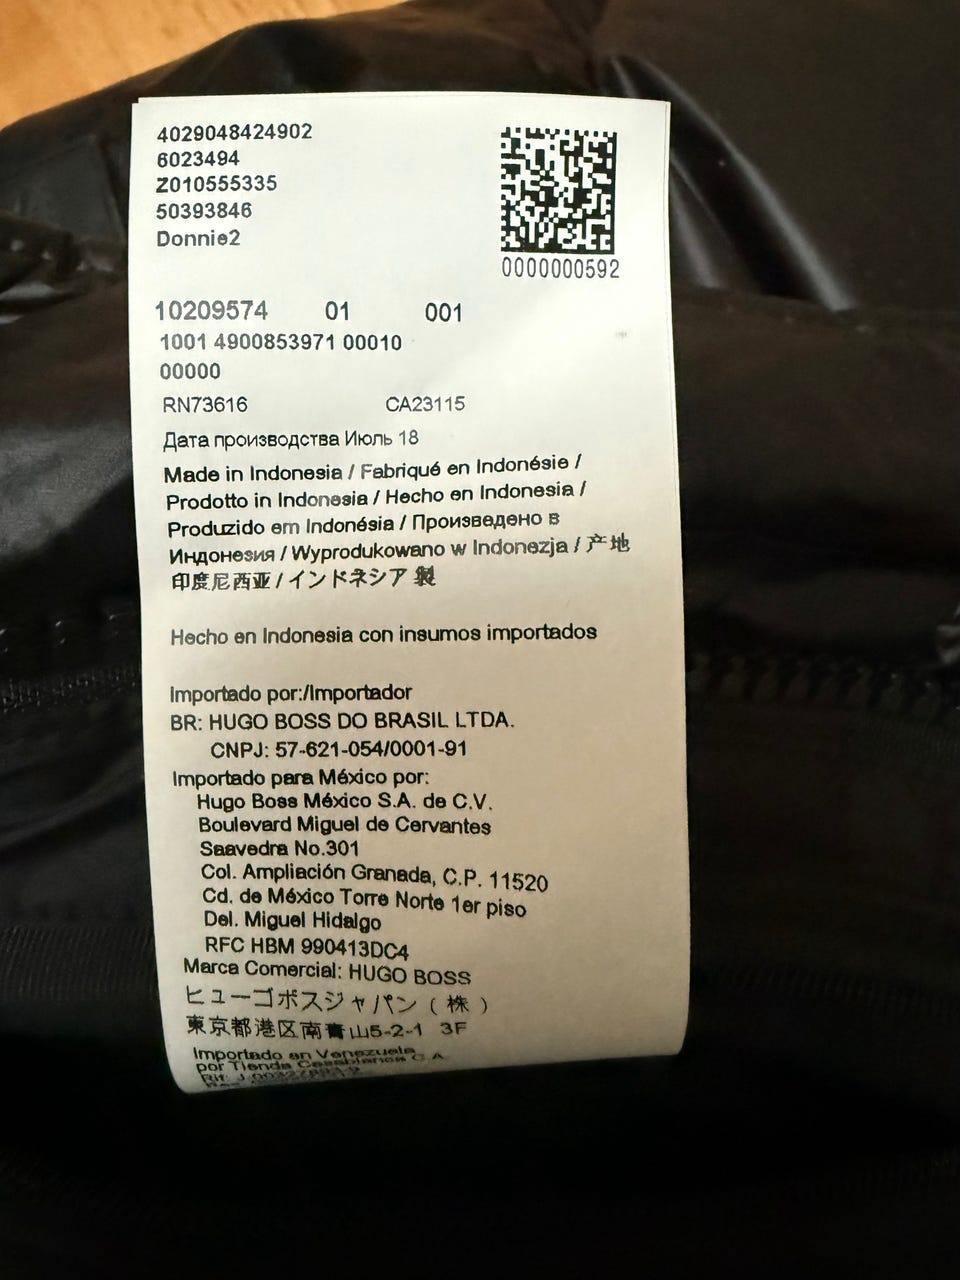 4029048424902
6023494
Z010555335
50393846
Donnie2
0000000592
10209574 01 001
1001 4900853971 00010
00000
RN73616 CA23115
Дата производства Июль 18
Made in Indonesia / Fabriqué en Indonésie /
Prodotto in Indonesia / Hecho en Indonesia /
Produzido em Indonésia / Произведено в
Индонезия / Wyprodukowano w Indonezja / 产地
印度尼西亚 / インドネシア 製
Hecho en Indonesia con insumos importados
Importado por:/Importador
BR: HUGO BOSS DO BRASIL LTDA.
CNPJ: 57-621-054/0001-91
Importado para México por:
Hugo Boss México S.A. de C.V.
Boulevard Miguel de Cervantes
Saavedra No.301
Col. Ampliación Granada, C.P. 11520
Cd. de México Torre Norte 1er piso
Del. Miguel Hidalgo
RFC HBM 990413DC4
Marca Comercial: HUGO BOSS
ヒューゴボスジャパン ( 株 )
東京都港区南青山5-2-1 3F
Importado en Venezuela
por Tienda Casablanca C.A.
Rif: